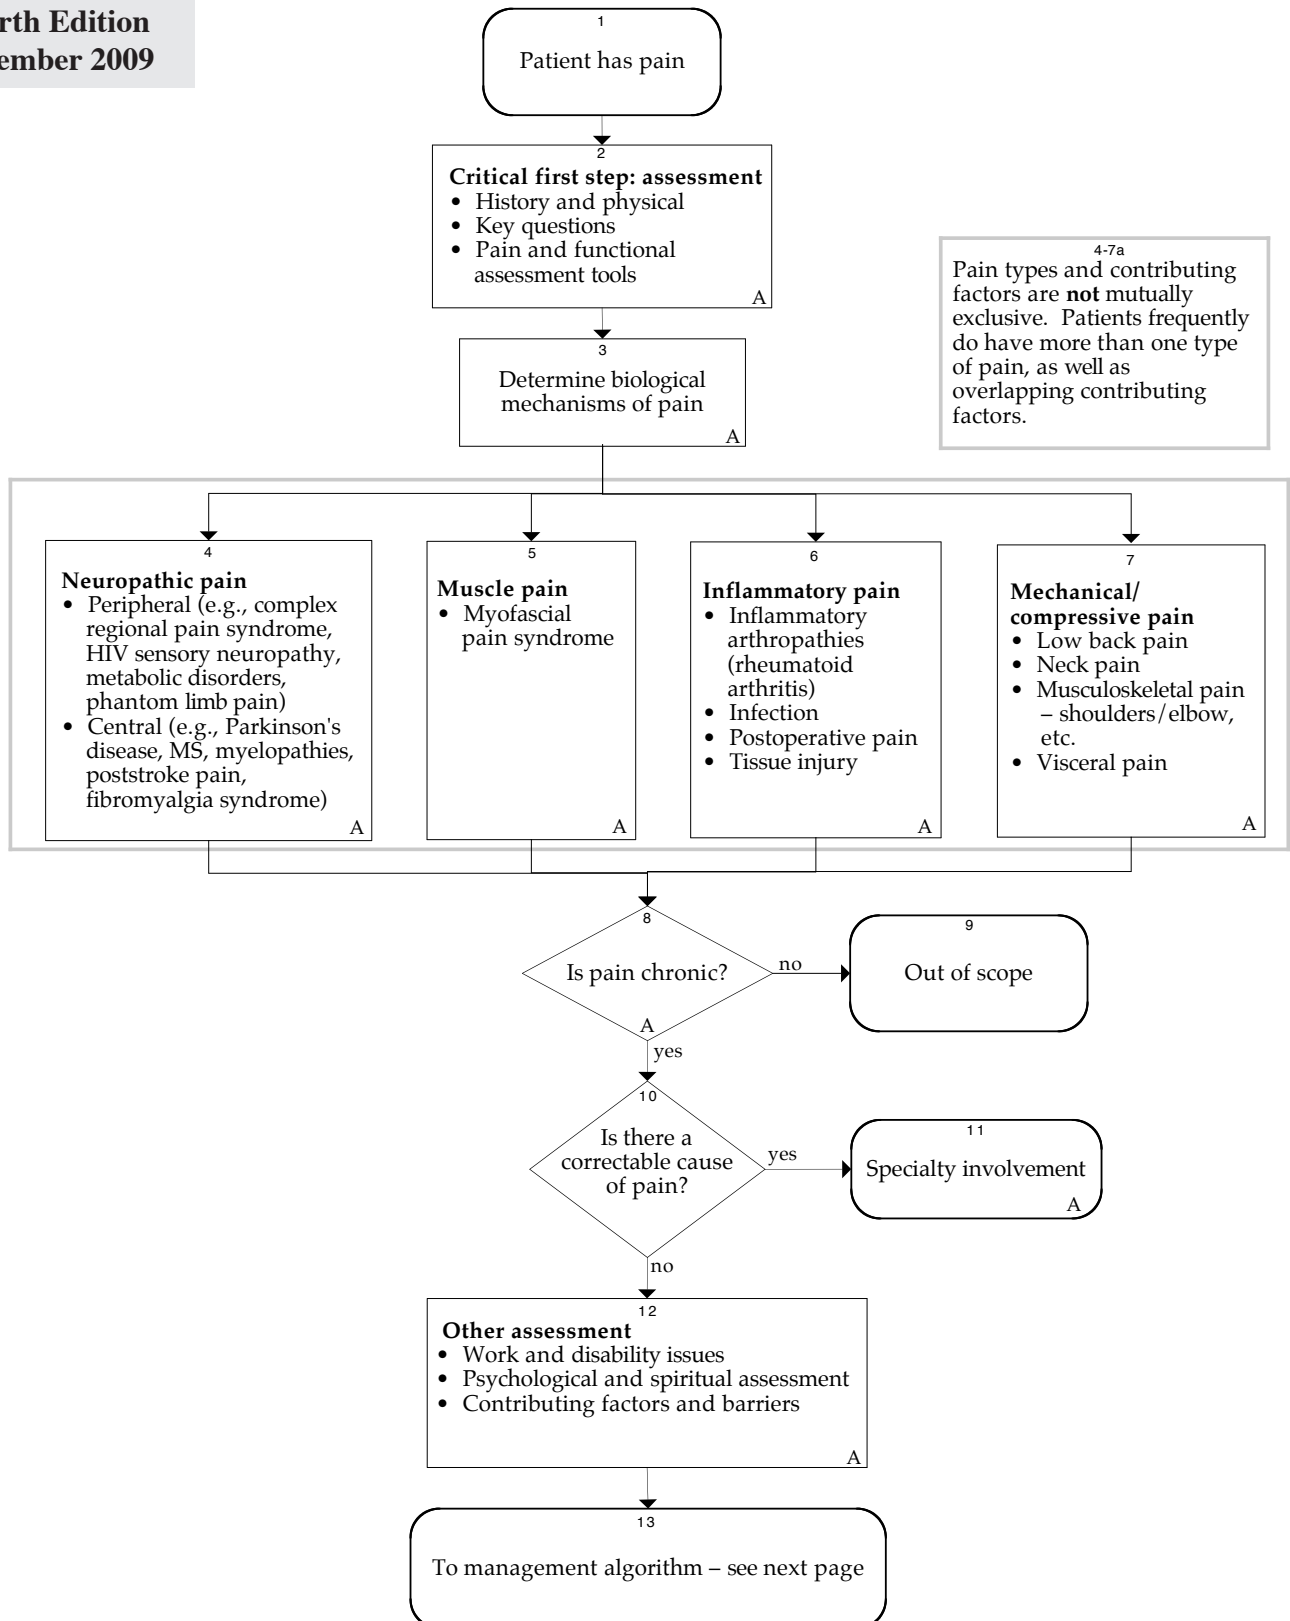 rth Edition
ember 2009
1
Patient has pain
2
Critical first step: assessment
• History and physical
• Key questions
• Pain and functional
assessment tools
A
3
Determine biological
mechanisms of pain
A
4-7a
Pain types and contributing
factors are not mutually
exclusive. Patients frequently
do have more than one type
of pain, as well as
overlapping contributing
factors.
4
Neuropathic pain
• Peripheral (e.g., complex
regional pain syndrome,
HIV sensory neuropathy,
metabolic disorders,
phantom limb pain)
• Central (e.g., Parkinson's
disease, MS, myelopathies,
poststroke pain,
fibromyalgia syndrome)
A
5
Muscle pain
• Myofascial
pain syndrome
A
6
Inflammatory pain
• Inflammatory
arthropathies
(rheumatoid
arthritis)
• Infection
• Postoperative pain
• Tissue injury
A
7
Mechanical/
compressive pain
• Low back pain
• Neck pain
• Musculoskeletal pain
– shoulders/elbow,
etc.
• Visceral pain
A
8
Is pain chronic?
A
no
9
Out of scope
yes
10
Is there a
correctable cause
of pain?
yes
11
Specialty involvement
A
no
12
Other assessment
• Work and disability issues
• Psychological and spiritual assessment
• Contributing factors and barriers
A
13
To management algorithm – see next page